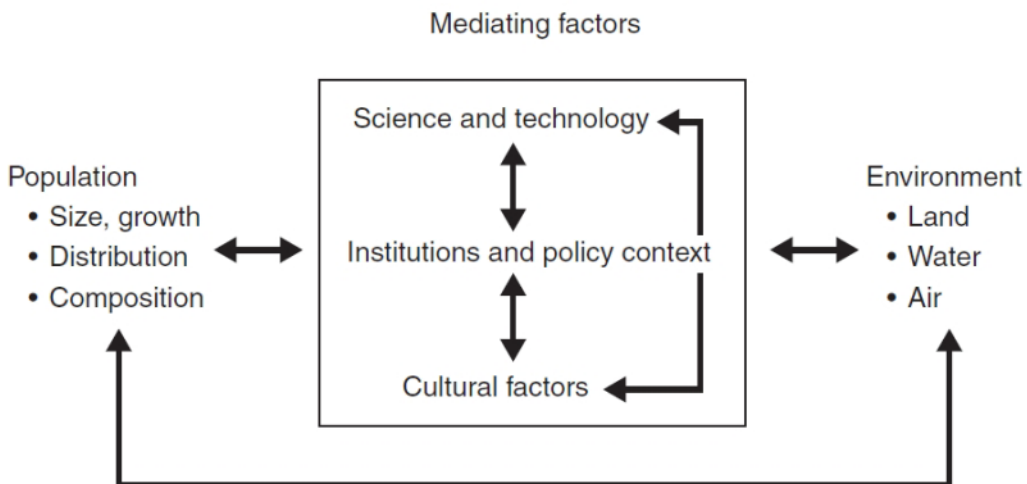 Mediating factors
Science and technology
Population
• Size, growth
• Distribution
• Composition
Institutions and policy context
Cultural factors
Environment
• Land
• Water
• Air